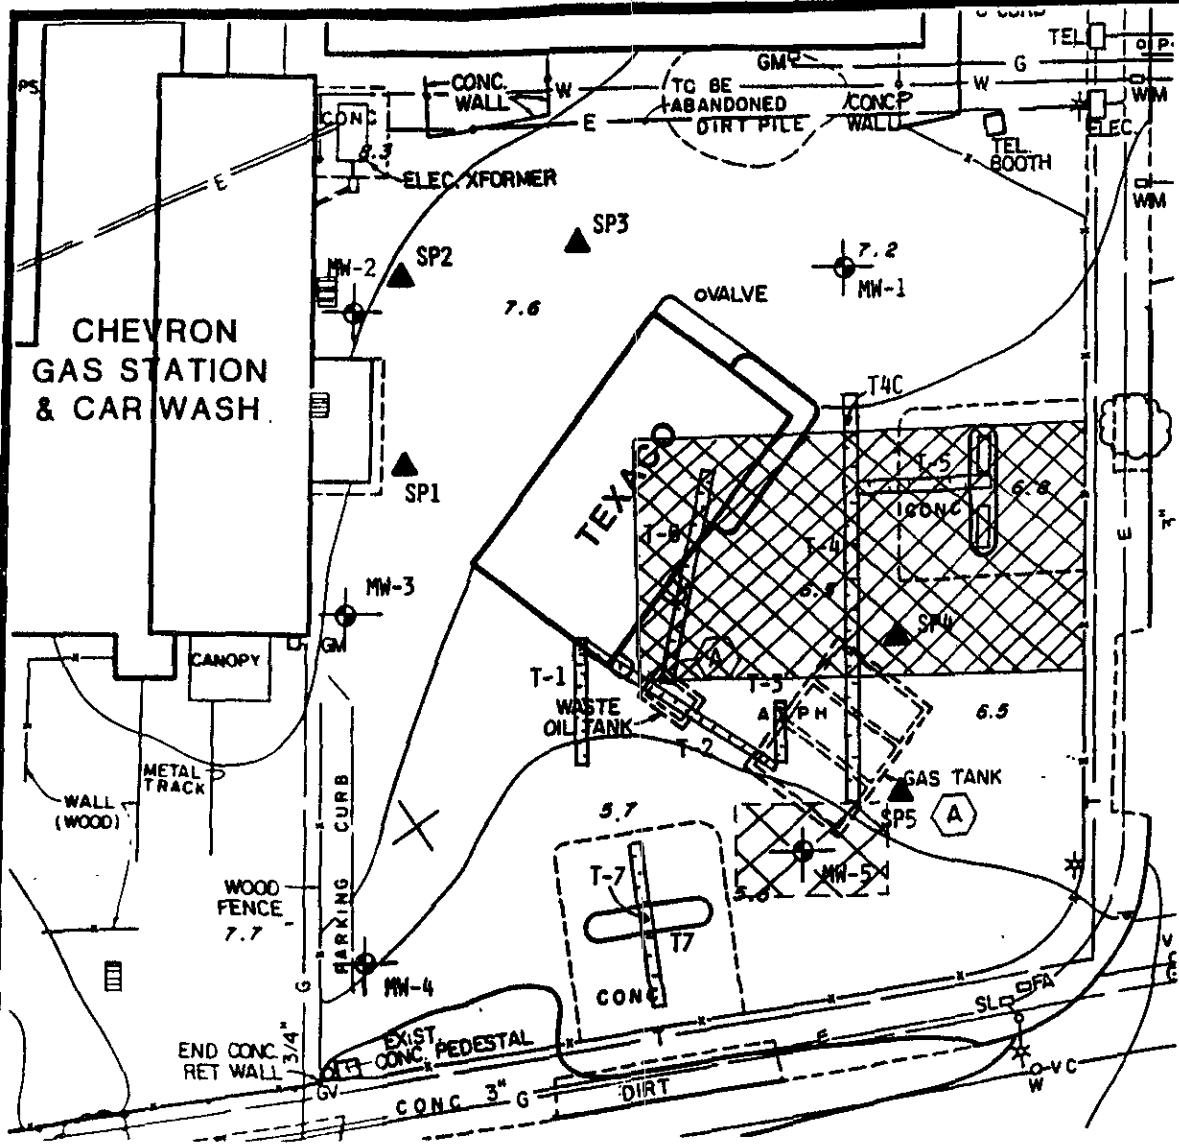 TEL
GM
G
CONC.
WALL
W
TO BE
ABANDONED
DIRT PILE
CONC
WALL
W
WM
E
ELEC.
PS
CONC
8.3
TEL.
BOOTH
ELEC. XFORMER
E
WM
SP3
SP2
7.2
MW-2
MW-1
VALVE
7.6
CHEVRON
GAS STATION
& CAR WASH
T4C
T-5
6.8
SP1
CONC
3"
E
TEXACO
T-6
T-4
MW-3
SP4
GM
CANOPY
A
T-1
T-3
WASTE
OIL TANK
A PH
6.5
T-2
METAL
TRACK
GAS TANK
WALL
(WOOD)
5.7
SP5
A
PARKING CURB
MW-5
T-7
WOOD
FENCE
7.7
T7
MW-4
CONC
G
FA
SL
EXIST.
CONC. PEDESTAL
END CONC.
RET WALL
3/4"
E
VC
GV
W
CONC 3" G
DIRT